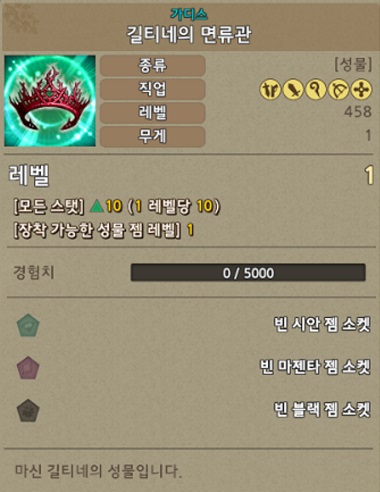 가디스
길티네의 면류관
종류 [성물]
직업
레벨 458
무게 1
레벨 1
[모든 스탯] ▲10 (1 레벨당 10)
[장착 가능한 성물 젬 레벨] 1
경험치 0 / 5000
빈 시안 젬 소켓
빈 마젠타 젬 소켓
빈 블랙 젬 소켓
마신 길티네의 성물입니다.